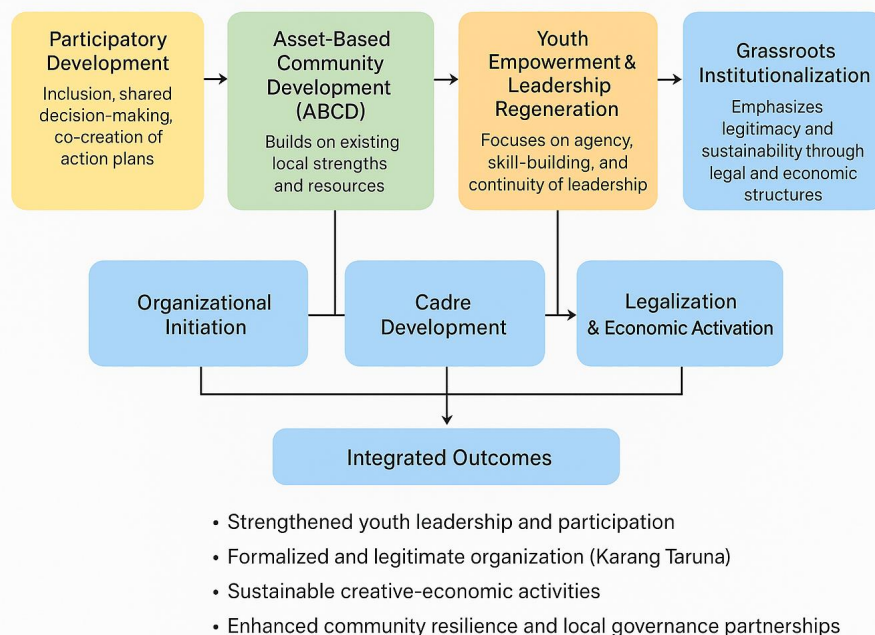 Participatory
Development
Inclusion, shared
decision-making,
co-creation of
action plans
Asset-Based
Community
Development
(ABCD)
Builds on existing
local strengths
and resources
Youth
Empowerment &
Leadership
Regeneration
Focuses on agency,
skill-building, and
continuity of leadership
Grassroots
Institutionalization
Emphasizes
legitimacy and
sustainability through
legal and economic
structures
Organizational
Initiation
Cadre
Development
Legalization
& Economic Activation
Integrated Outcomes
• Strengthened youth leadership and participation
• Formalized and legitimate organization (Karang Taruna)
• Sustainable creative-economic activities
• Enhanced community resilience and local governance partnerships